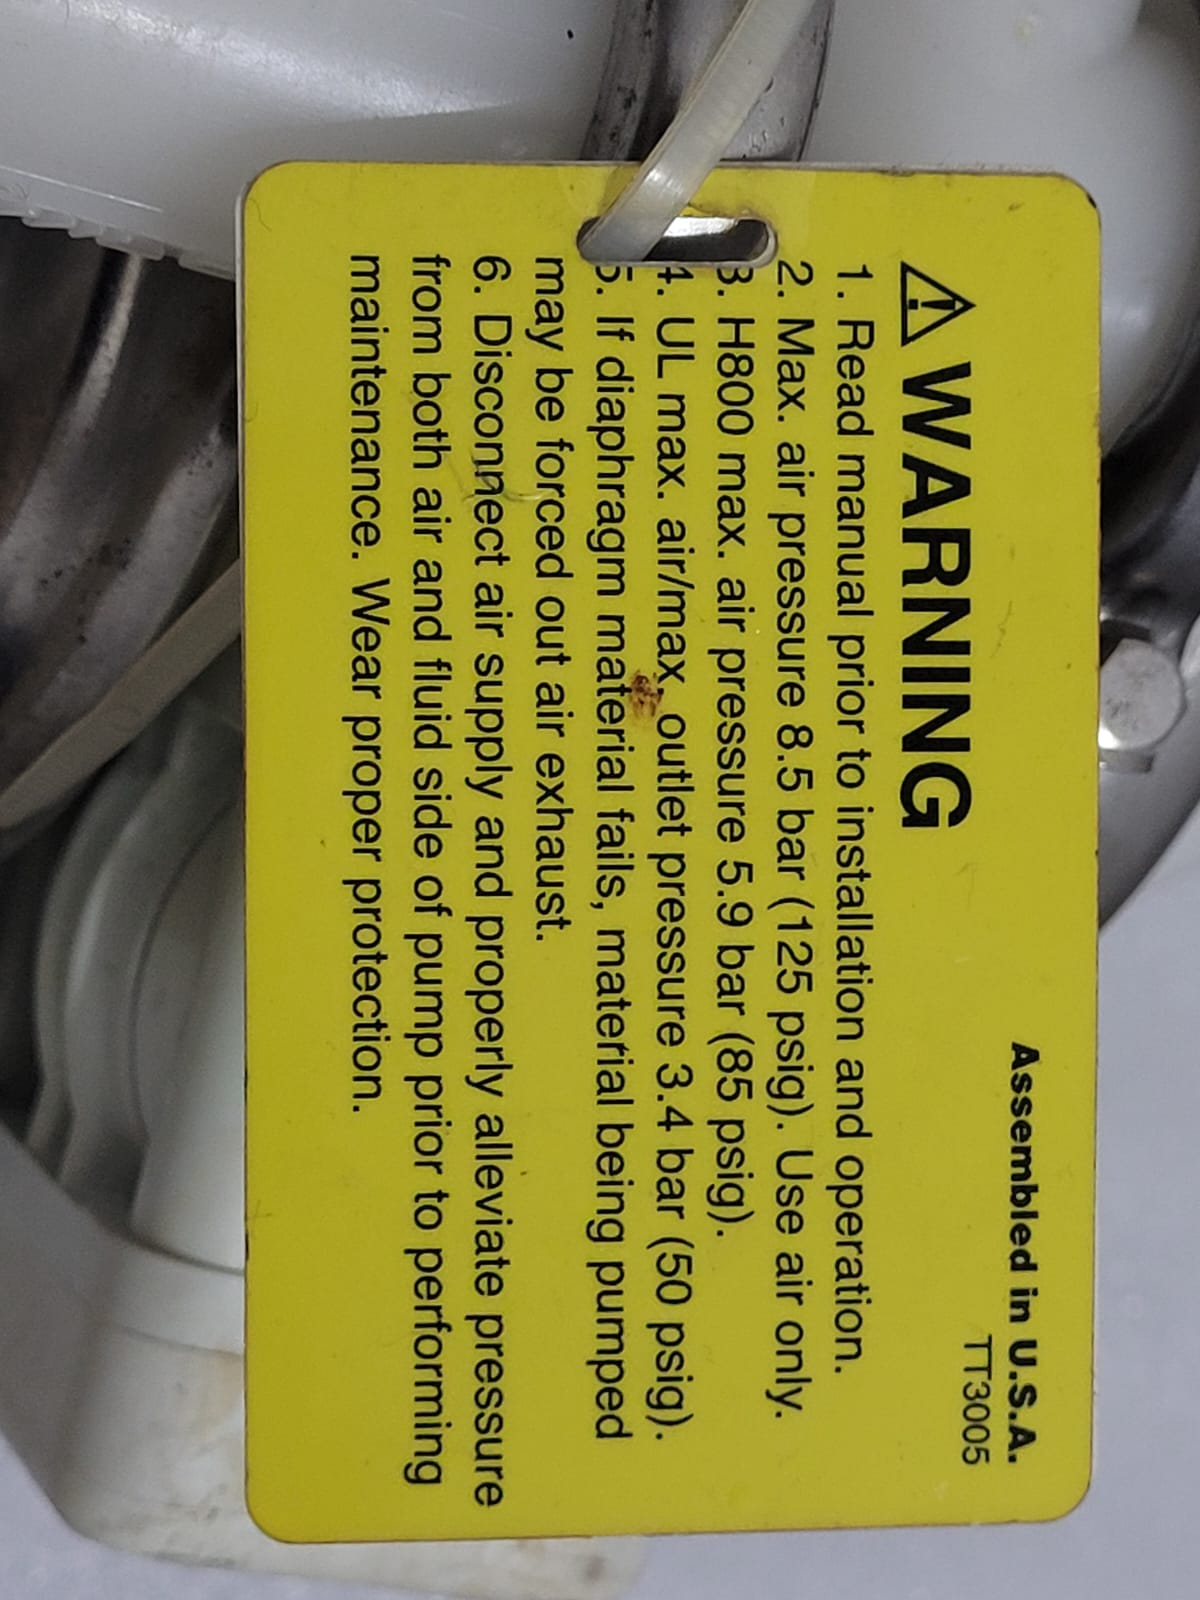 Assembled in U.S.A.
TT3005
WARNING
1. Read manual prior to installation and operation.
2. Max. air pressure 8.5 bar (125 psig). Use air only.
3. H800 max. air pressure 5.9 bar (85 psig).
4. UL max. air/max. outlet pressure 3.4 bar (50 psig).
5. If diaphragm material fails, material being pumped
may be forced out air exhaust.
6. Disconnect air supply and properly alleviate pressure
from both air and fluid side of pump prior to performing
maintenance. Wear proper protection.